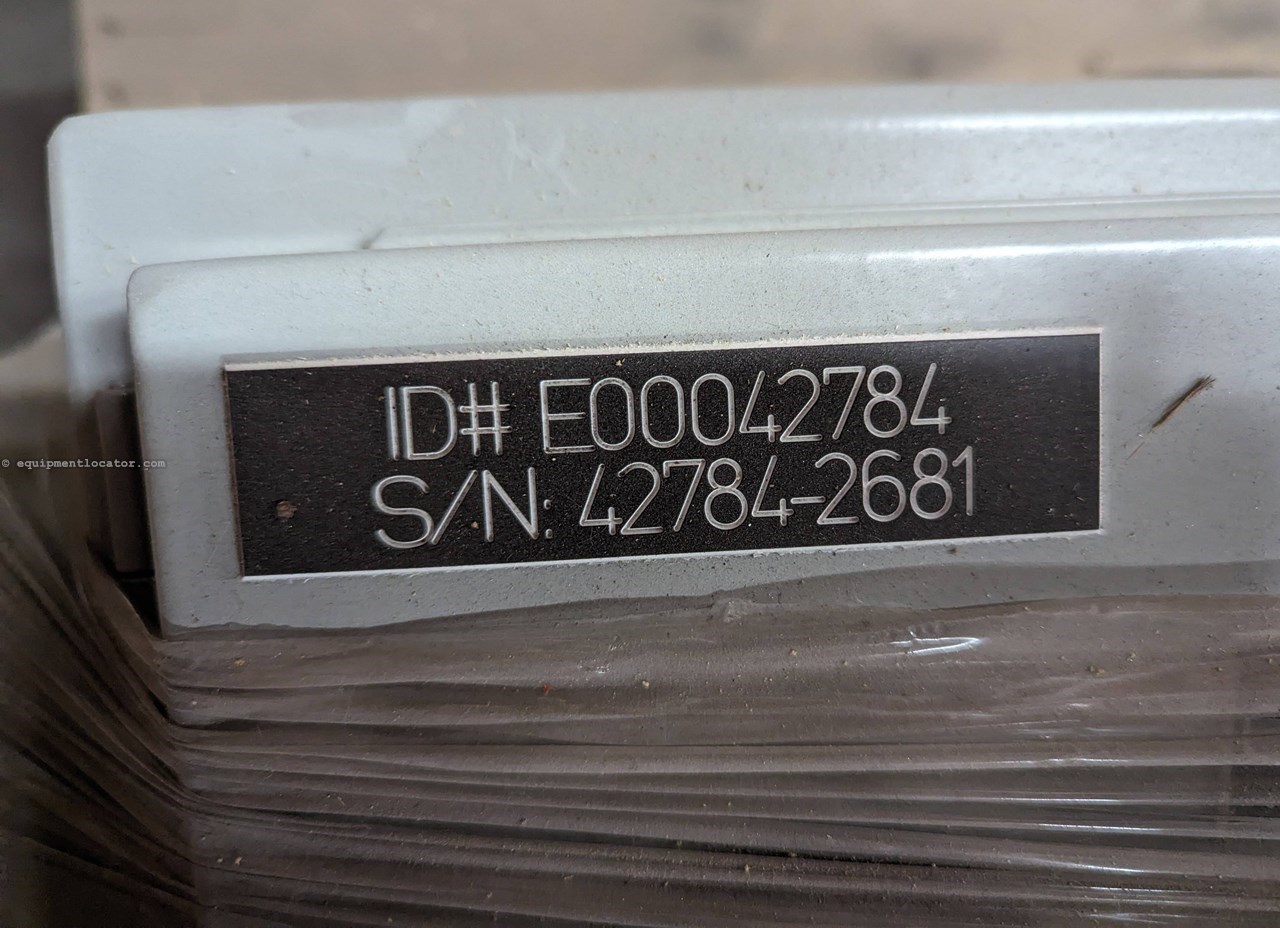 ID# E00042784
S/N: 42784-2681
© equipmentlocator.com